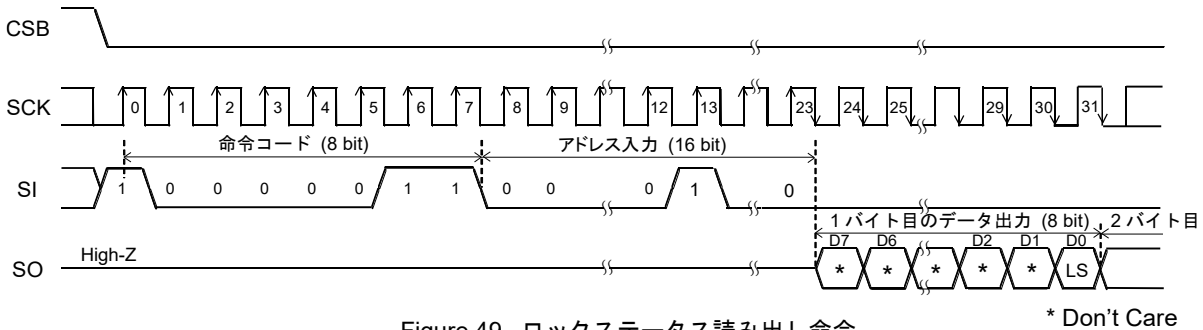 CSB
SCK
0 1 2 3 4 5 6 7 8 9 12 13 23 24 25 29 30 31
命令コード (8 bit) アドレス入力 (16 bit)
SI
1 0 0 0 0 0 1 1 0 0 0 1 0
1 バイト目のデータ出力 (8 bit) 2 バイト目
D7 D6 D2 D1 D0
SO High-Z * * * * * LS
* Don't Care
Figure 49. ロックステータス読み出し命令